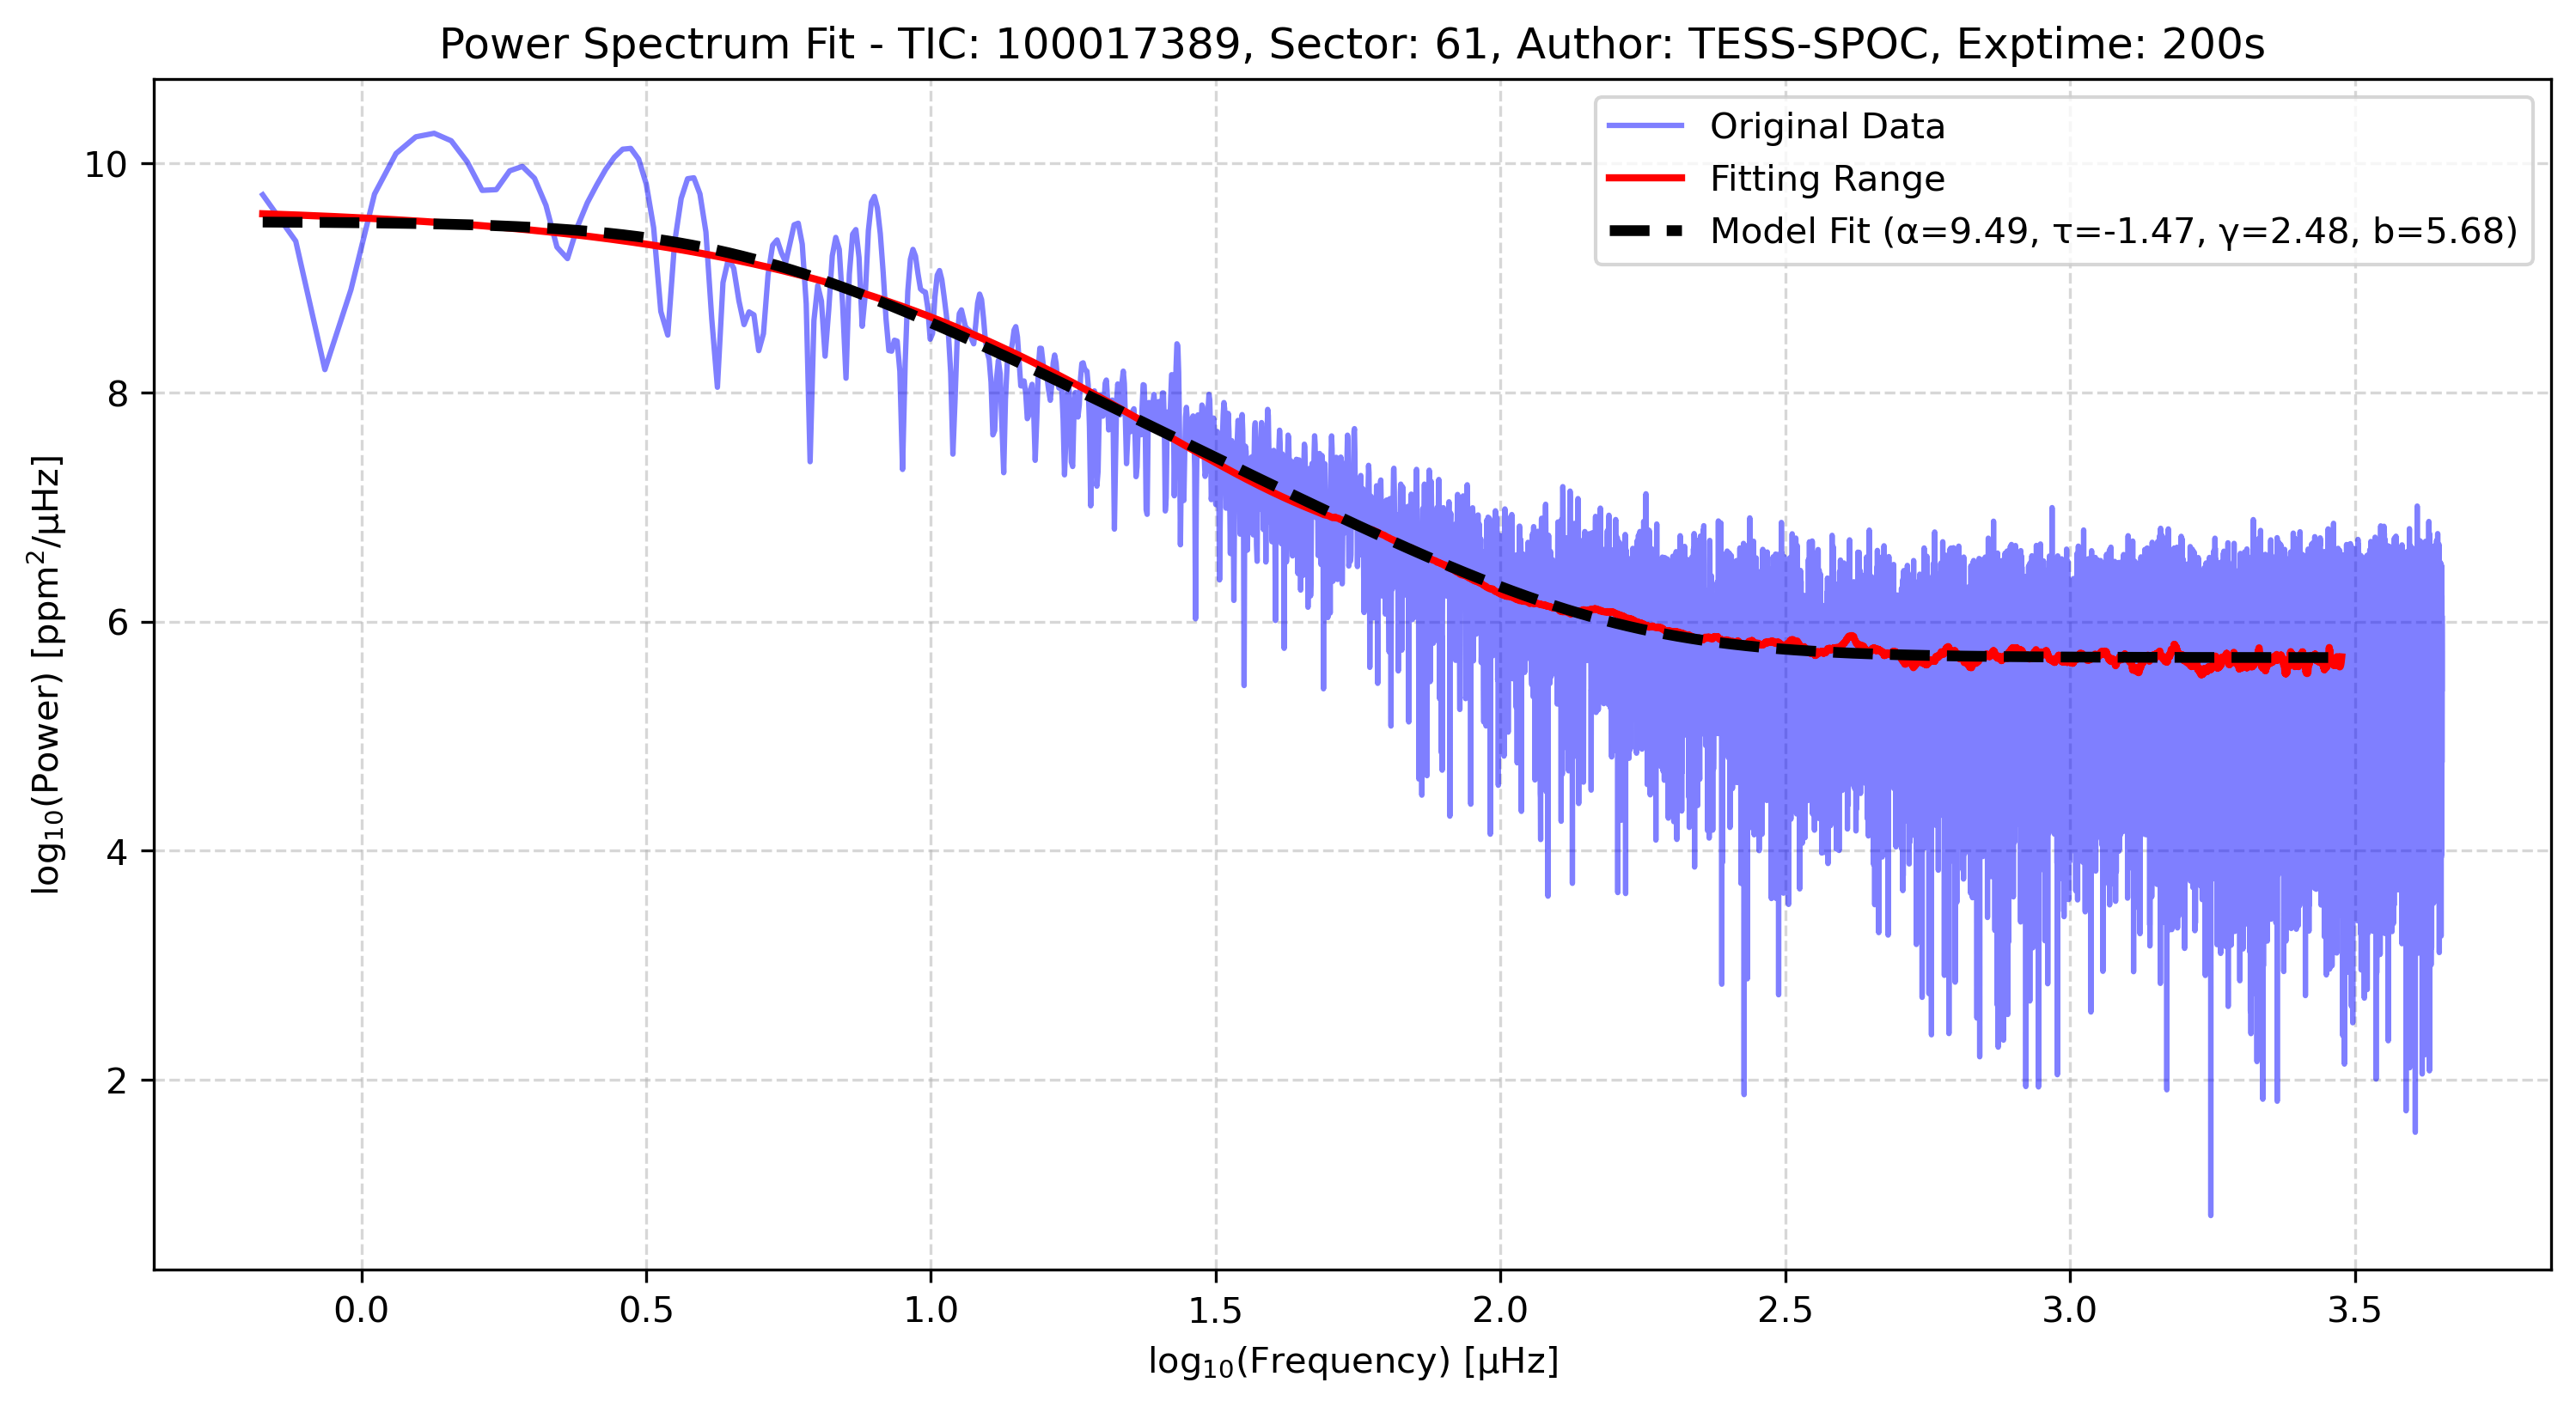 Power Spectrum Fit - TIC: 100017389, Sector: 61, Author: TESS-SPOC, Exptime: 200s
Original Data
Fitting Range
Model Fit (α=9.49, τ=-1.47, γ=2.48, b=5.68)
log₁₀(Power) [ppm²/μHz]
10
8
6
4
2
0.0 0.5 1.0 1.5 2.0 2.5 3.0 3.5
log₁₀(Frequency) [μHz]